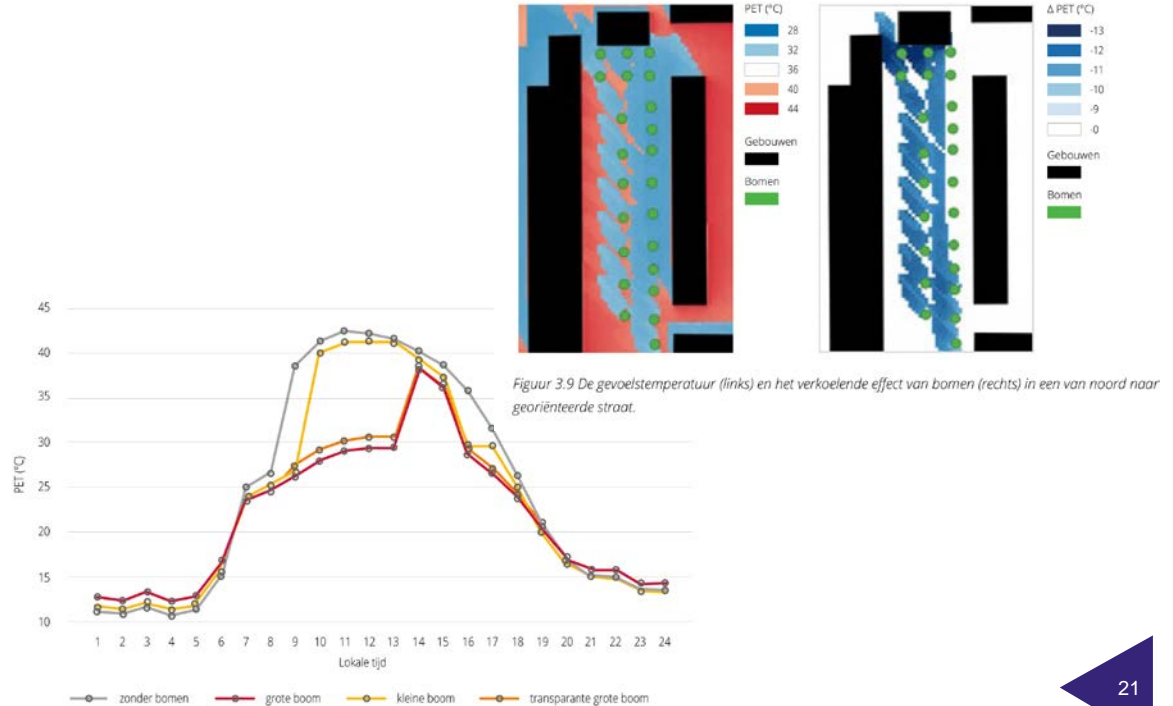 PET (°C)
28
32
36
40
44
Gebouwen
Bomen
Δ PET (°C)
-13
-12
-11
-10
-9
-0
Gebouwen
Bomen
Figuur 3.9 De gevoelstemperatuur (links) en het verkoelende effect van bomen (rechts) in een van noord naar
georiënteerde straat.
PET (°C)
45
40
35
30
25
20
15
10
1 2 3 4 5 6 7 8 9 10 11 12 13 14 15 16 17 18 19 20 21 22 23 24
Lokale tijd
zonder bomen grote boom kleine boom transparante grote boom
21